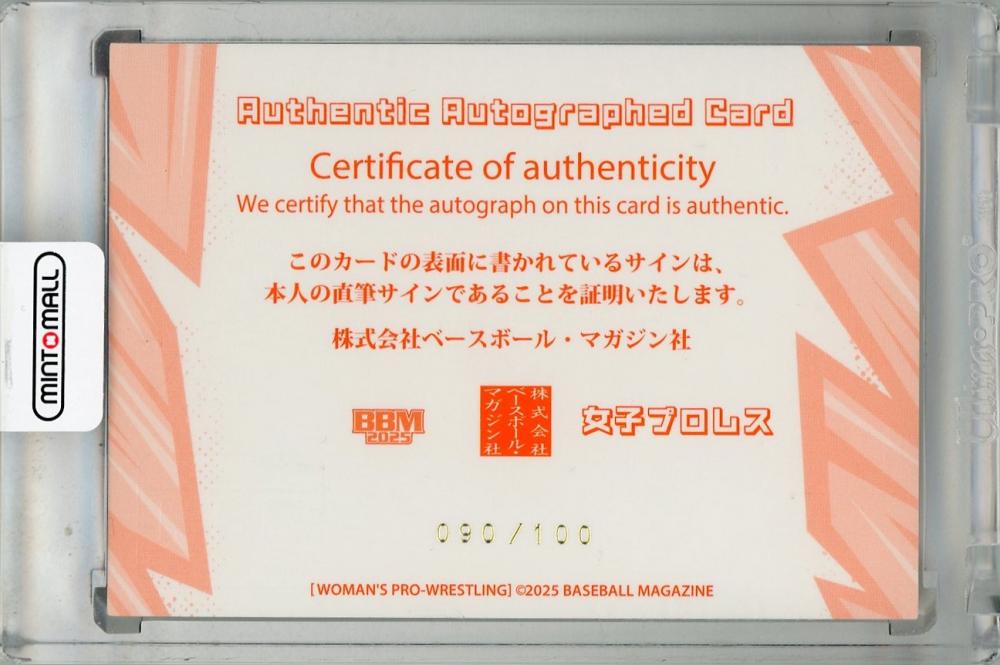 Authentic Autographed Card
Certificate of authenticity
We certify that the autograph on this card is authentic.
このカードの表面に書かれているサインは、
本人の直筆サインであることを証明いたします。
株式会社ベースボール・マガジン社
MINTOMALL
BBM
2025
株式会社
ベースボール・
マガジン社
女子プロレス
090/100
[WOMAN'S PRO-WRESTLING] ©2025 BASEBALL MAGAZINE